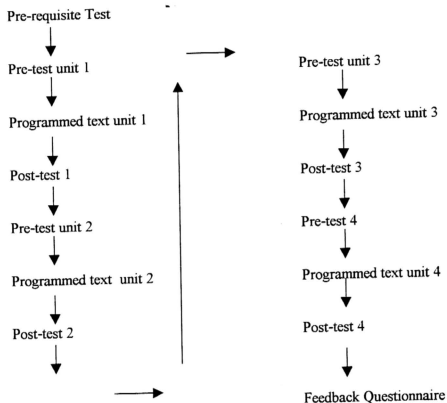 Pre-requisite Test
Pre-test unit 1
Programmed text unit 1
Post-test 1
Pre-test unit 2
Programmed text unit 2
Post-test 2
Pre-test unit 3
Programmed text unit 3
Post-test 3
Pre-test 4
Programmed text unit 4
Post-test 4
Feedback Questionnaire